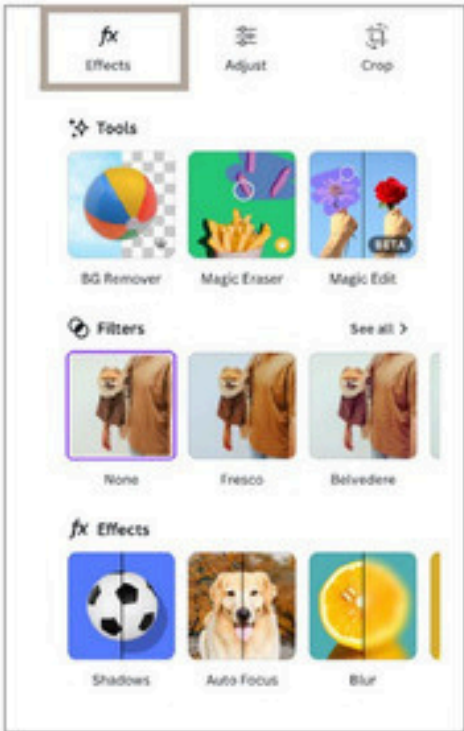 fx
Effects
Adjust
Crop
Tools
BG Remover
Magic Eraser
BETA
Magic Edit
Filters
See all >
None
Fresco
Belvedere
fx Effects
Shadows
Auto Focus
Blur